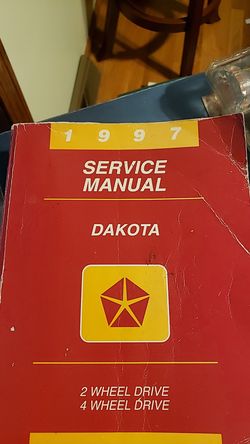 1997
SERVICE
MANUAL
DAKOTA
2 WHEEL DRIVE
4 WHEEL DRIVE